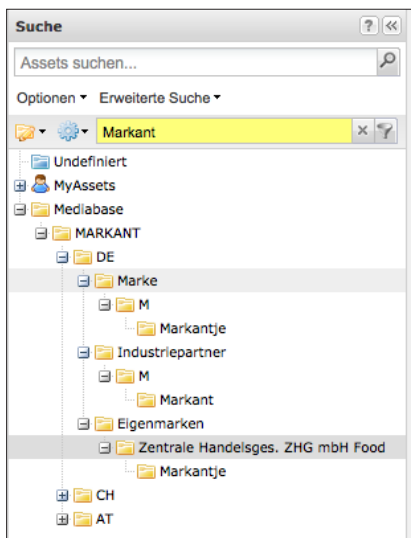 Suche ? «
Assets suchen...
Optionen Erweiterte Suche
Markant ×
Undefiniert
MyAssets
Mediabase
MARKANT
DE
Marke
M
Markantje
Industriepartner
M
Markant
Eigenmarken
Zentrale Handelsges. ZHG mbH Food
Markantje
CH
AT